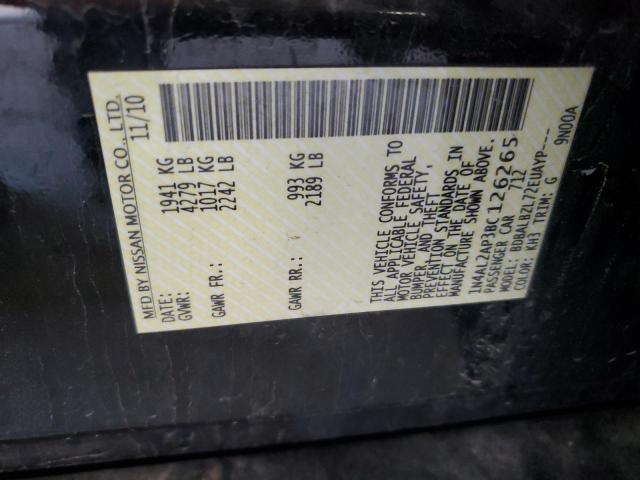 MFD BY NISSAN MOTOR CO., LTD.
DATE: 11/10
GVWR: 1941 KG
4279 LB
GAWR FR.: 1017 KG
2242 LB
GAWR RR.: 993 KG
2189 LB
THIS VEHICLE CONFORMS TO
ALL APPLICABLE FEDERAL
MOTOR VEHICLE SAFETY,
BUMPER, AND THEFT
PREVENTION STANDARDS IN
EFFECT ON THE DATE OF
MANUFACTURE SHOWN ABOVE.
1N4AL2AP3BC126265
PASSENGER CAR 712
MODEL: BDBALBZL72EUAYP----
COLOR: KH3 TRIM: G 9N00A